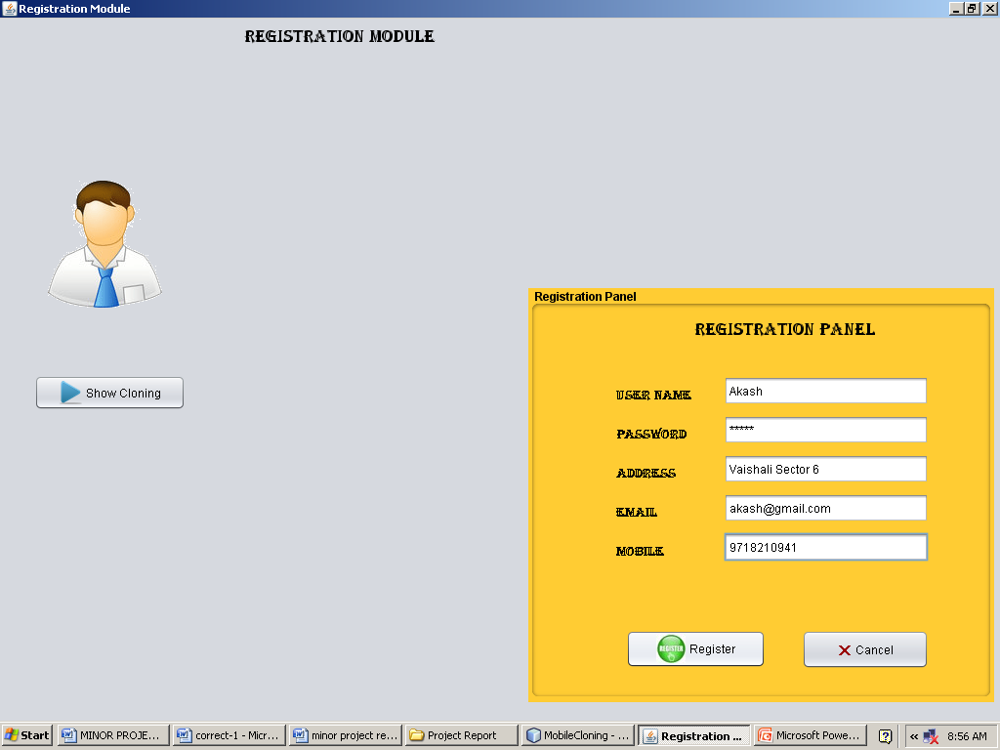 Registration Module
REGISTRATION MODULE
Show Cloning
Registration Panel
REGISTRATION PANEL
USER NAME Akash
PASSWORD *****
ADDRESS Vaishali Sector 6
EMAIL akash@gmail.com
MOBILE 9718210941
REGISTER Register
Cancel
Start MINOR PROJE... correct-1 - Micr... minor project re... Project Report MobileCloning - ... Registration ... Microsoft Powe... ? « 8:56 AM